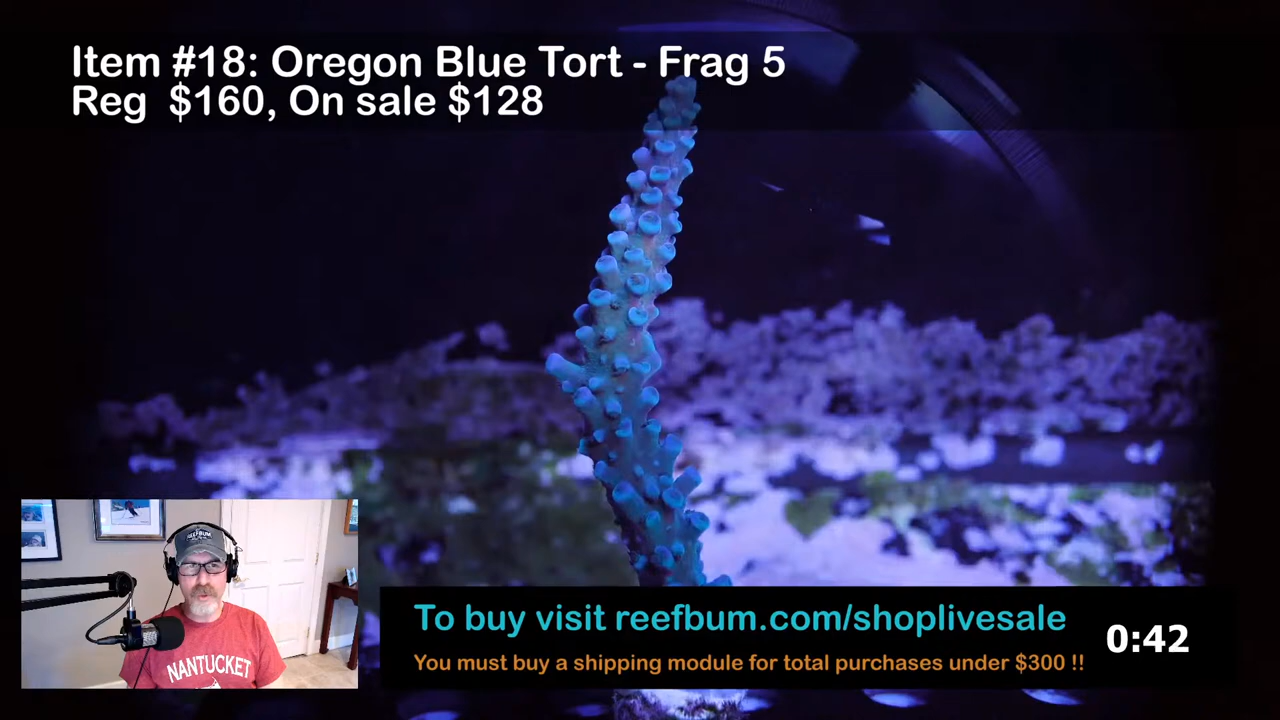 Item #18: Oregon Blue Tort - Frag 5
Reg $160, On sale $128
REEFBUM
NANTUCKET
To buy visit reefbum.com/shoplivesale
0:42
You must buy a shipping module for total purchases under $300 !!